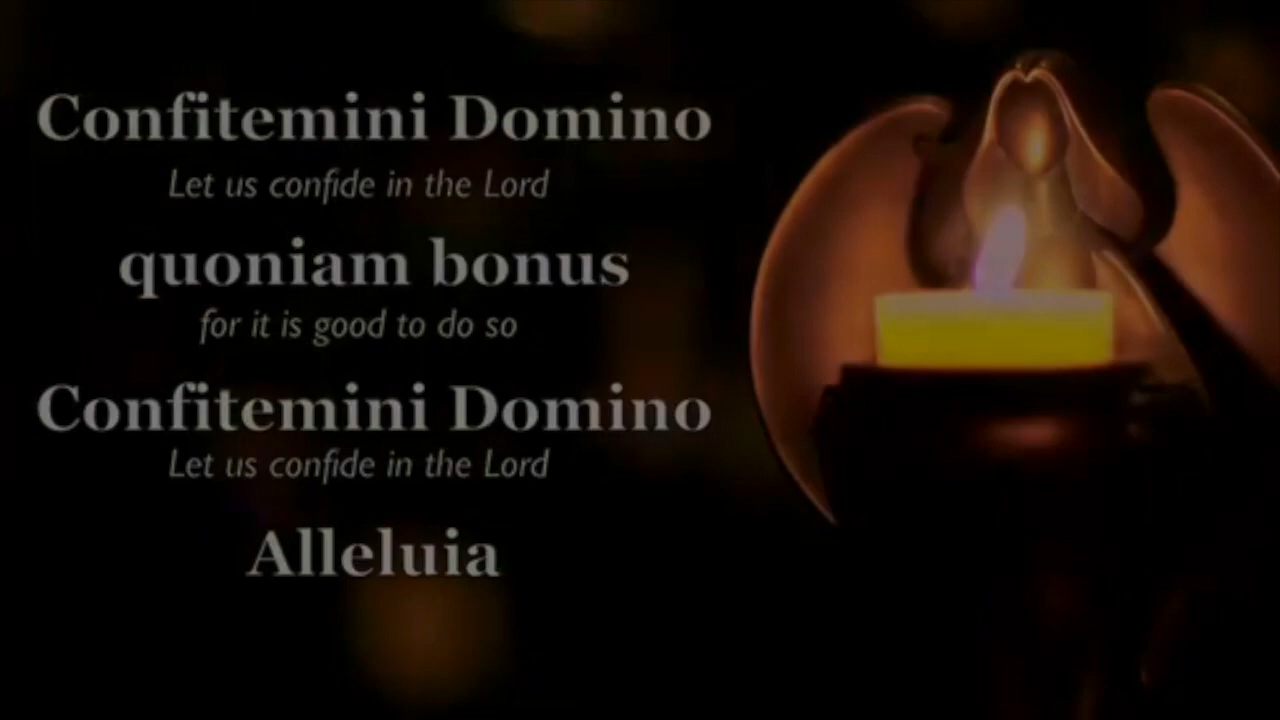 Confitemini Domino
Let us confide in the Lord
quoniam bonus
for it is good to do so
Confitemini Domino
Let us confide in the Lord
Alleluia